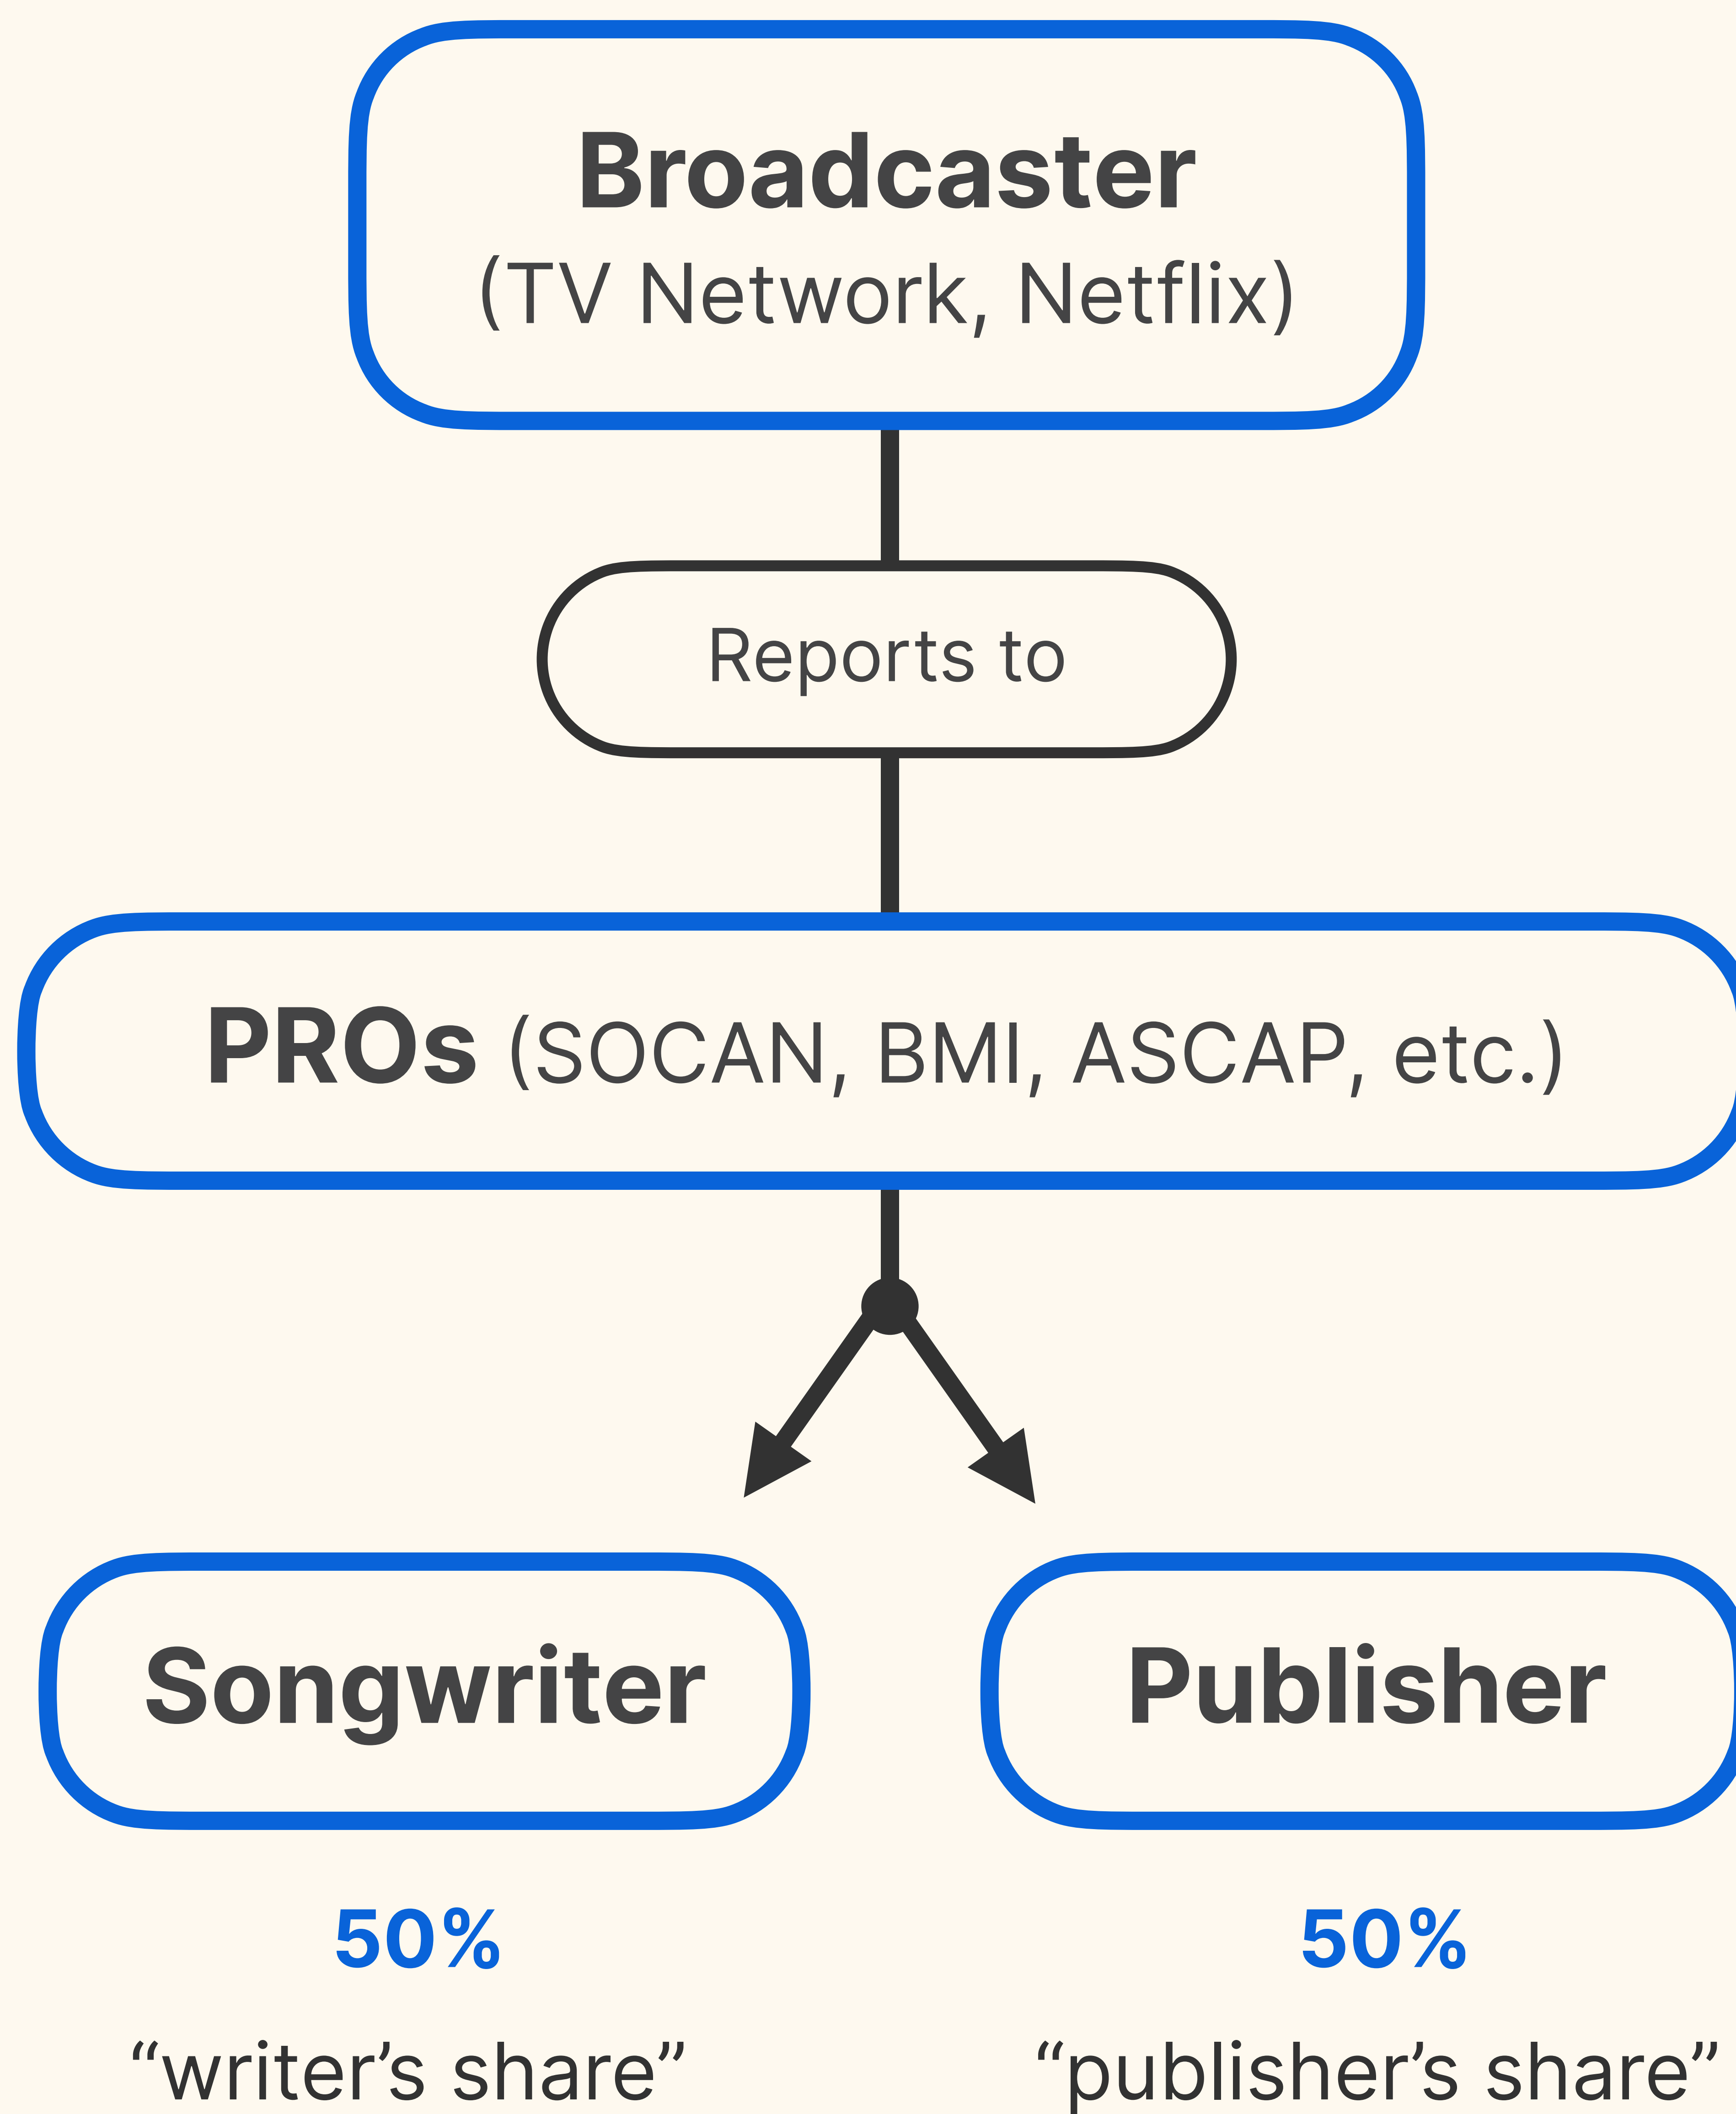 Broadcaster
(TV Network, Netflix)
Reports to
PROs (SOCAN, BMI, ASCAP, etc.)
Songwriter
Publisher
50%
50%
“writer’s share”
“publisher’s share”